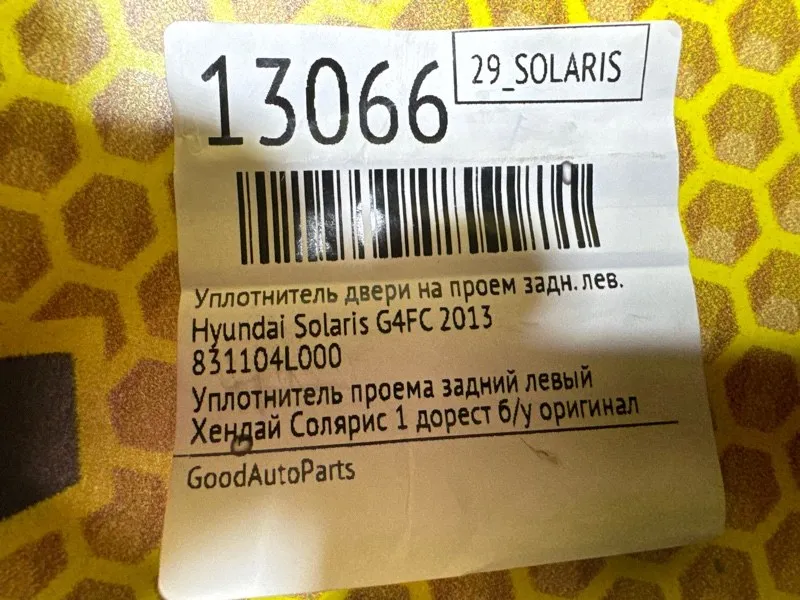 13066
29_SOLARIS
Уплотнитель двери на проем задн. лев.
Hyundai Solaris G4FC 2013
831104L000
Уплотнитель проема задний левый
Хендай Солярис 1 дорест б/у оригинал
GoodAutoParts